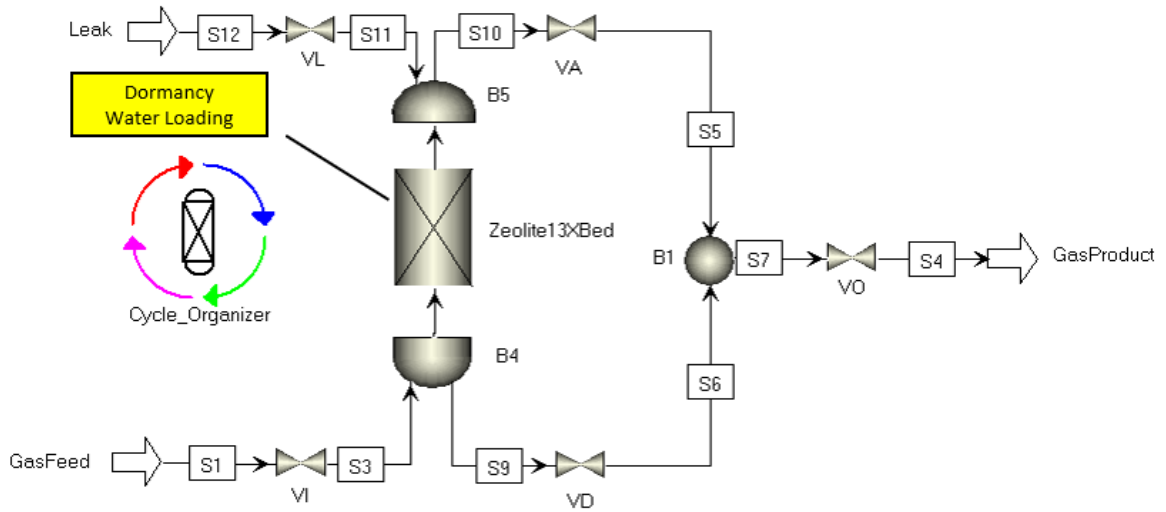 Leak
S12
VL
S11
S10
VA
B5
Dormancy
Water Loading
S5
Zeolite13XBed
Cycle_Organizer
B1
S7
VO
S4
GasProduct
B4
S6
GasFeed
S1
VI
S3
S9
VD